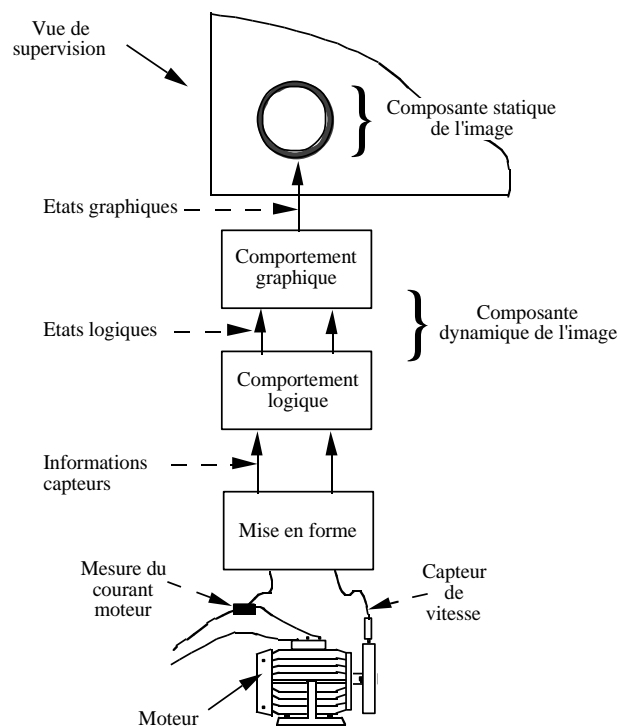 Vue de
supervision
Composante statique
de l'image
Etats graphiques
Comportement
graphique
Etats logiques
Composante
dynamique de l'image
Comportement
logique
Informations
capteurs
Mise en forme
Mesure du
courant
moteur
Capteur
de
vitesse
Moteur